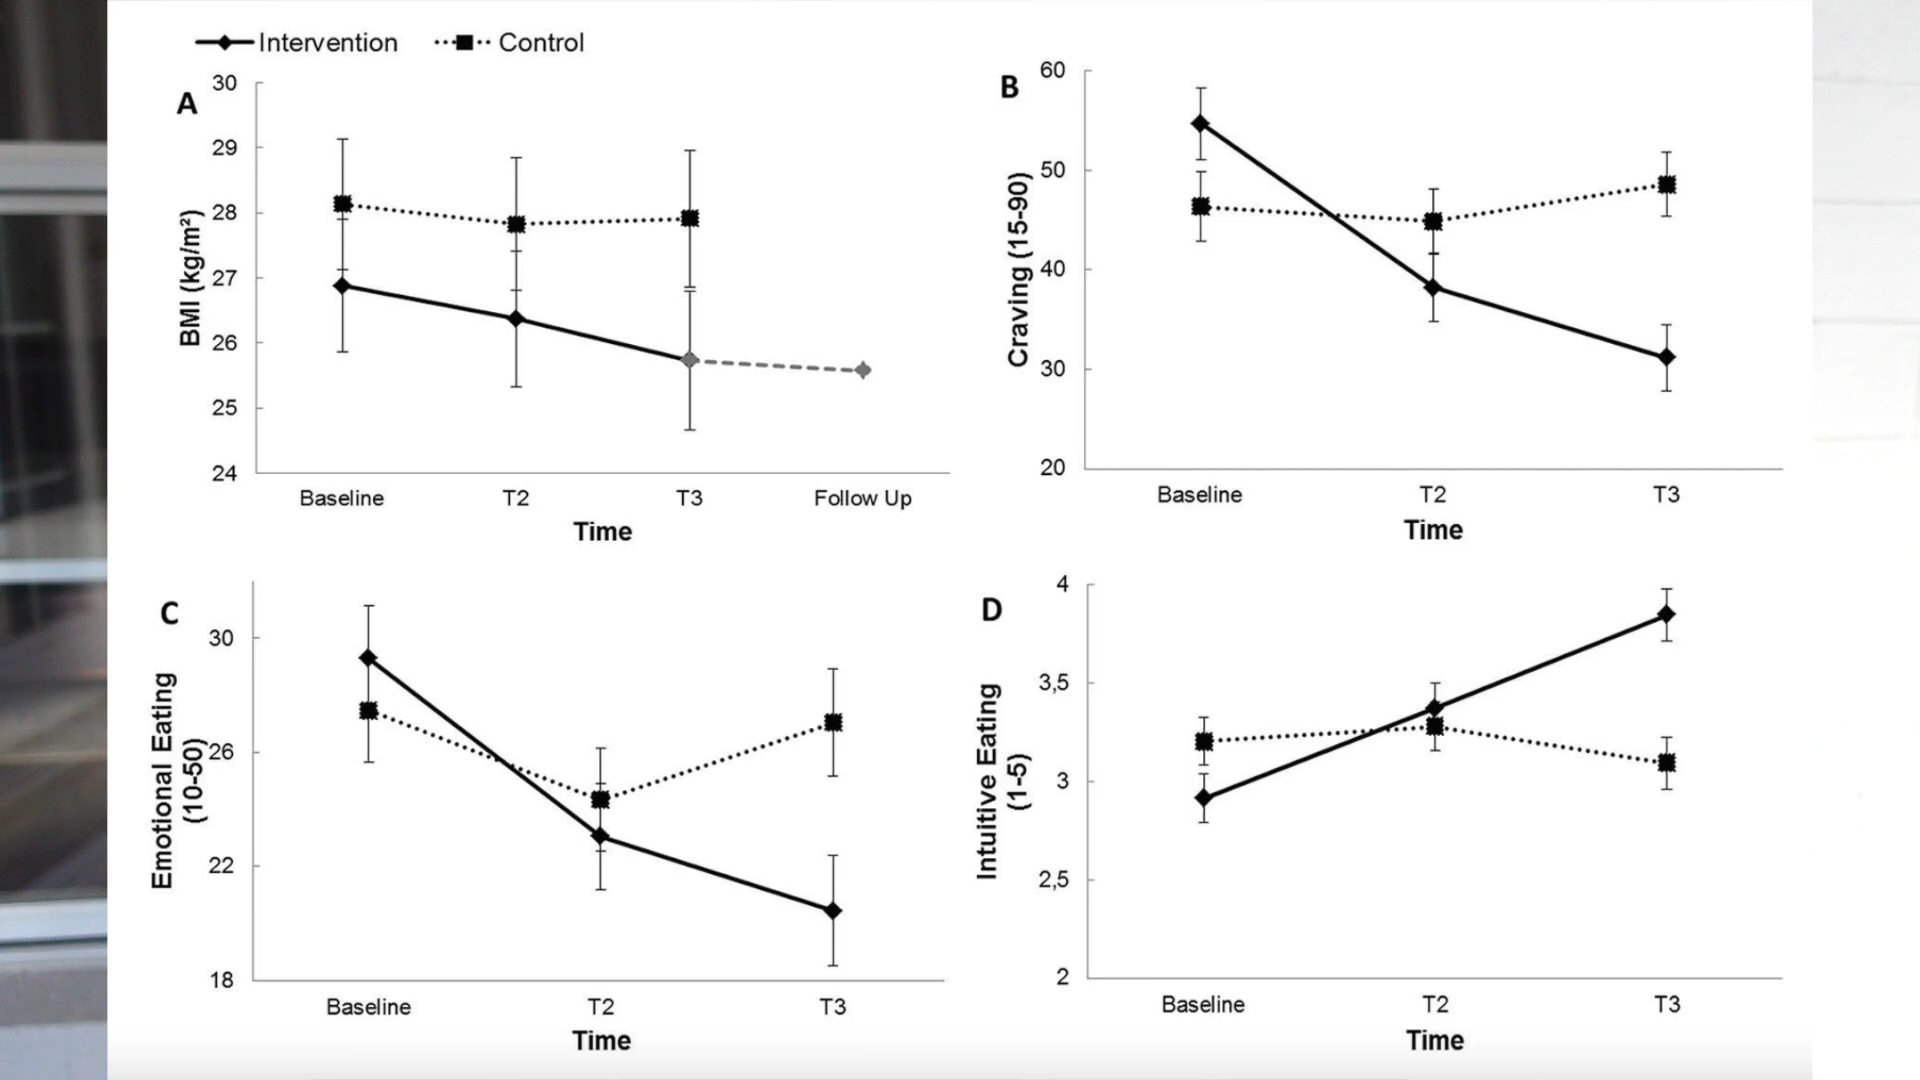 Intervention Control
A
30
29
28
27
26
25
24
BMI (kg/m²)
Baseline T2 T3 Follow Up
Time
B
60
50
40
30
20
Craving (15-90)
Baseline T2 T3
Time
C
30
26
22
18
Emotional Eating
(10-50)
Baseline T2 T3
Time
D
4
3,5
3
2,5
2
Intuitive Eating
(1-5)
Baseline T2 T3
Time